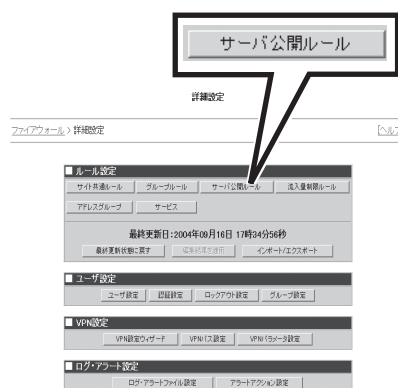 サーバ公開ルール
詳細設定
ファイアウォール > 詳細設定
[ヘルプ
■ ルール設定
サイト共通ルール グループルール サーバ公開ルール 流入量制限ルール
アドレスグループ サービス
最終更新日:2004年09月16日 17時34分56秒
最終更新状態に戻す 編集結果を適用 インポート/エクスポート
■ ユーザ設定
ユーザ設定 認証設定 ロックアウト設定 グループ設定
■ VPN設定
VPN設定ウィザード VPNパス設定 VPNパラメータ設定
■ ログ・アラート設定
ログ・アラートファイル設定 アラートアクション設定